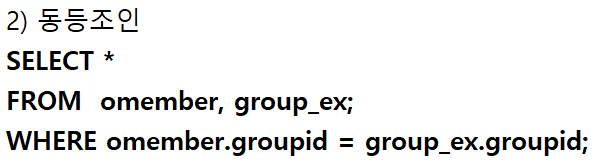 2) 동등조인
SELECT *
FROM  omember, group_ex;
WHERE omember.groupid = group_ex.groupid;